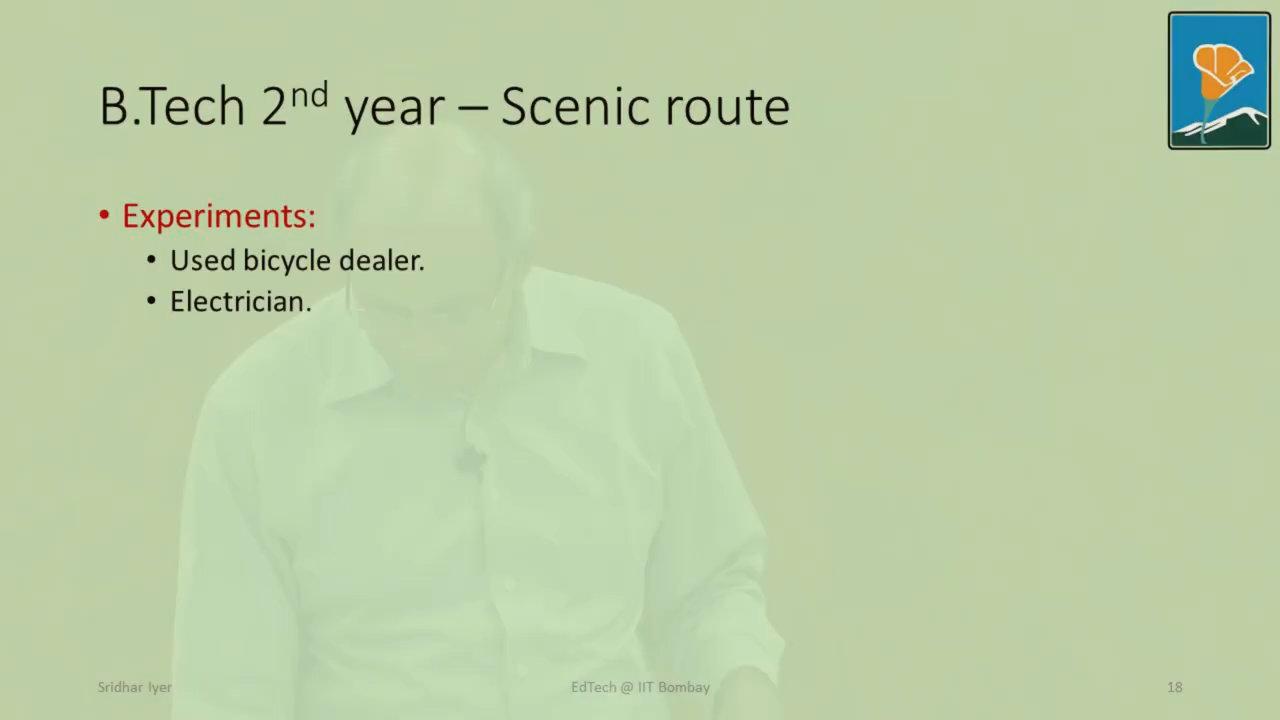 B.Tech 2nd year – Scenic route
• Experiments:
• Used bicycle dealer.
• Electrician.
Sridhar Iyer
EdTech @ IIT Bombay
18